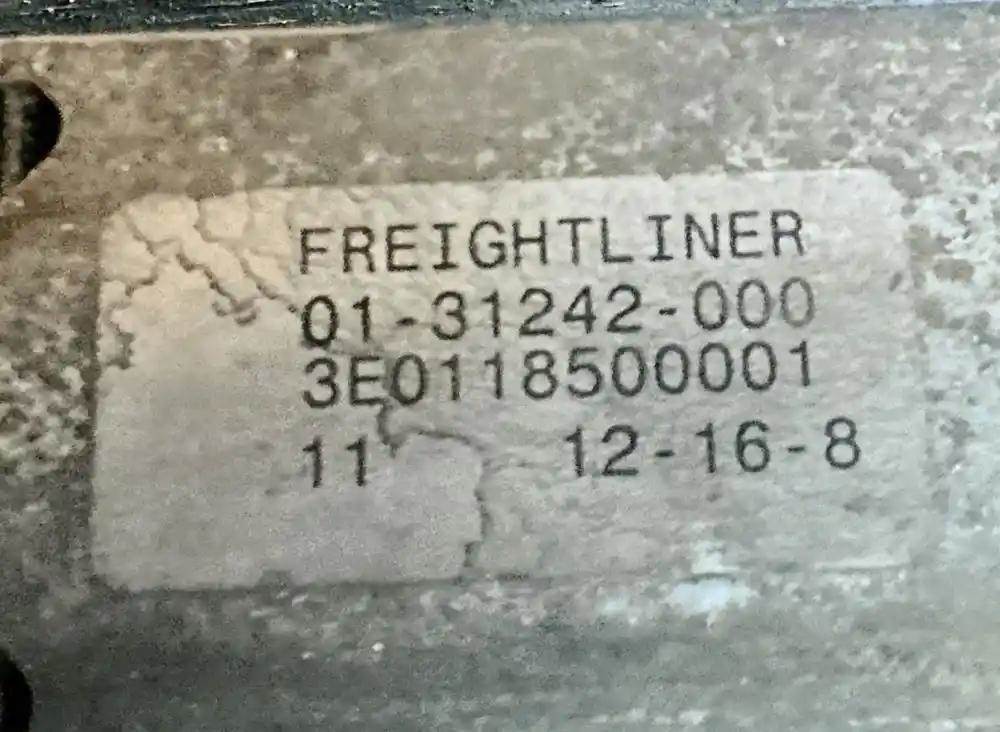 FREIGHTLINER
01-31242-000
3E0118500001
11 12-16-8